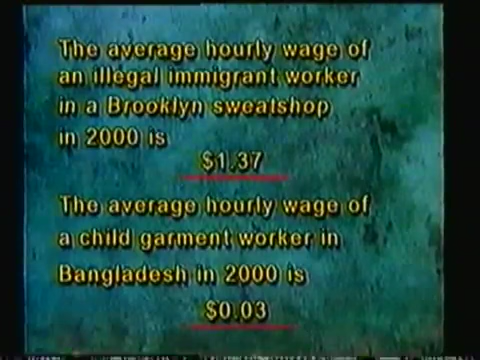 The average hourly wage of
an illegal immigrant worker
in a Brooklyn sweatshop
in 2000 is
$1.37
The average hourly wage of
a child garment worker in
Bangladesh in 2000 is
$0.03